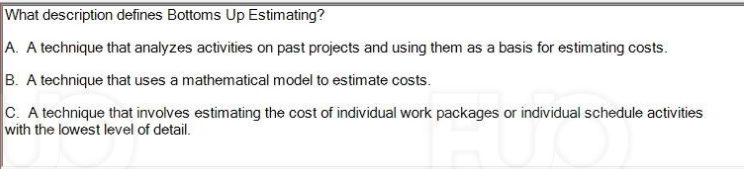 What description defines Bottoms Up Estimating?
A. A technique that analyzes activities on past projects and using them as a basis for estimating costs.
B. A technique that uses a mathematical model to estimate costs.
C. A technique that involves estimating the cost of individual work packages or individual schedule activities
with the lowest level of detail.